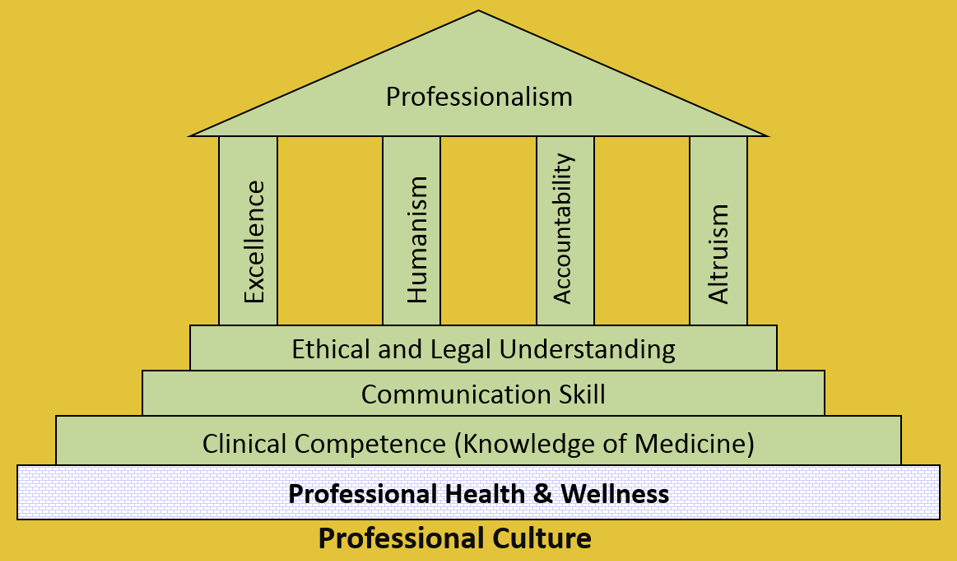 Professionalism
Excellence
Humanism
Accountability
Altruism
Ethical and Legal Understanding
Communication Skill
Clinical Competence (Knowledge of Medicine)
Professional Health & Wellness
Professional Culture